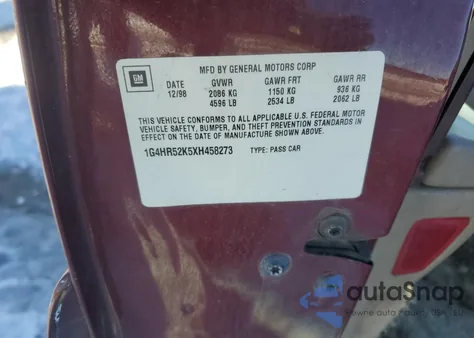 GM
MFD BY GENERAL MOTORS CORP
DATE GVWR GAWR FRT GAWR RR
12/98 2086 KG 1150 KG 936 KG
4596 LB 2534 LB 2062 LB
THIS VEHICLE CONFORMS TO ALL APPLICABLE U.S. FEDERAL MOTOR
VEHICLE SAFETY, BUMPER, AND THEFT PREVENTION STANDARDS IN
EFFECT ON THE DATE OF MANUFACTURE SHOWN ABOVE.
1G4HR52K5XH458273 TYPE: PASS CAR
autoSnap